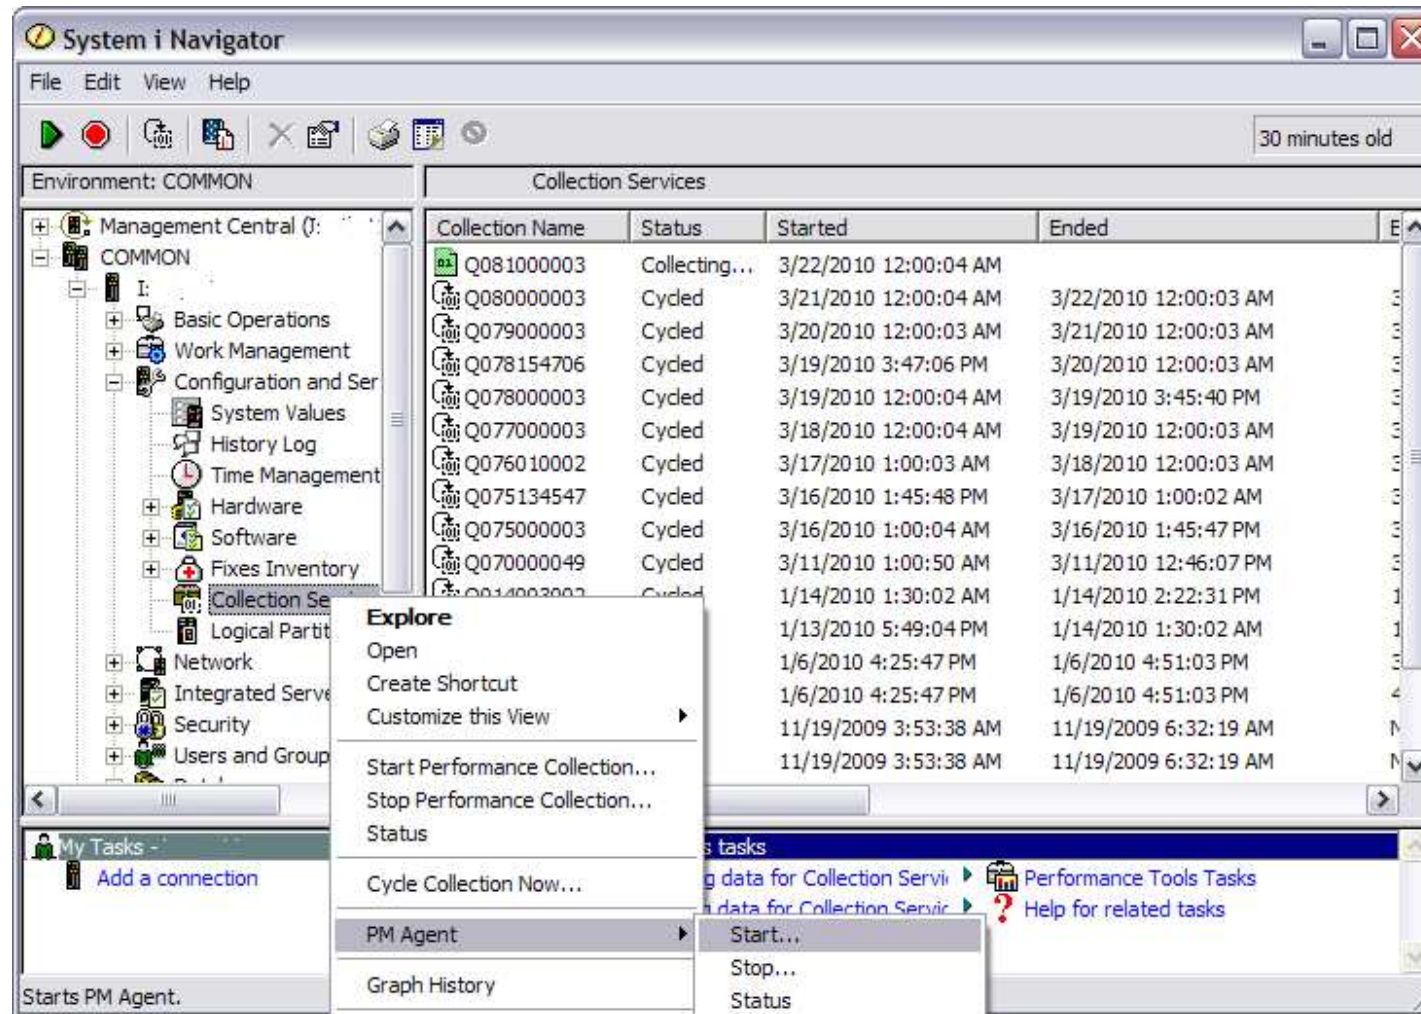 System i Navigator
File Edit View Help
30 minutes old
Environment: COMMON
Collection Services
Collection Name Status Started Ended
Management Central (
COMMON
I:
Basic Operations
Work Management
Configuration and Ser
System Values
History Log
Time Management
Hardware
Software
Fixes Inventory
Collection Se
Logical Partit
Network
Integrated Serve
Security
Users and Group
Q081000003 Collecting... 3/22/2010 12:00:04 AM
Q080000003 Cycled 3/21/2010 12:00:04 AM 3/22/2010 12:00:03 AM
Q079000003 Cycled 3/20/2010 12:00:03 AM 3/21/2010 12:00:03 AM
Q078154706 Cycled 3/19/2010 3:47:06 PM 3/20/2010 12:00:03 AM
Q078000003 Cycled 3/19/2010 12:00:04 AM 3/19/2010 3:45:40 PM
Q077000003 Cycled 3/18/2010 12:00:04 AM 3/19/2010 12:00:03 AM
Q076010002 Cycled 3/17/2010 1:00:03 AM 3/18/2010 12:00:03 AM
Q075134547 Cycled 3/16/2010 1:45:48 PM 3/17/2010 1:00:02 AM
Q075000003 Cycled 3/16/2010 1:00:04 AM 3/16/2010 1:45:47 PM
Q070000049 Cycled 3/11/2010 1:00:50 AM 3/11/2010 12:46:07 PM
Q014003002 Cycled 1/14/2010 1:30:02 AM 1/14/2010 2:22:31 PM
1/13/2010 5:49:04 PM 1/14/2010 1:30:02 AM
1/6/2010 4:25:47 PM 1/6/2010 4:51:03 PM
1/6/2010 4:25:47 PM 1/6/2010 4:51:03 PM
11/19/2009 3:53:38 AM 11/19/2009 6:32:19 AM
11/19/2009 3:53:38 AM 11/19/2009 6:32:19 AM
Explore
Open
Create Shortcut
Customize this View
Start Performance Collection...
Stop Performance Collection...
Status
Cycle Collection Now...
PM Agent
Graph History
Start...
Stop...
Status
My Tasks -
Add a connection
s tasks
g data for Collection Servi
data for Collection Servic
Performance Tools Tasks
Help for related tasks
Starts PM Agent.